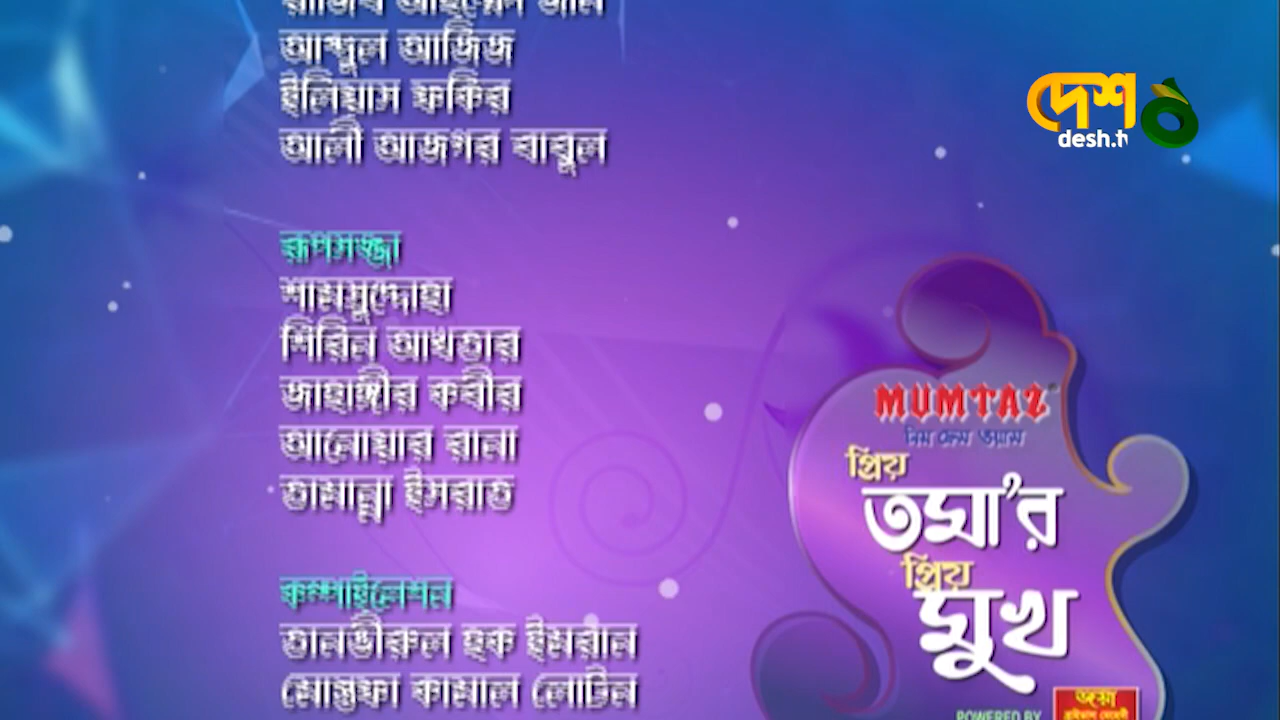 আব্দুল আজিজ
ইলিয়াস ফকির
আলী আজগর বাবুল
রূপসজ্জা
শামসুদ্দোহা
শিরিন আখতার
জাহাঙ্গীর কবীর
আনোয়ার রানা
তামান্না ইসরাত
কম্পাইলেশন
তানভীরুল হক ইমরান
মোস্তফা কামাল লোটন
দেশ
desh.tv
MUMTAZ
প্রিয়
তমা'র
প্রিয়
মুখ
জয়া
POWERED BY